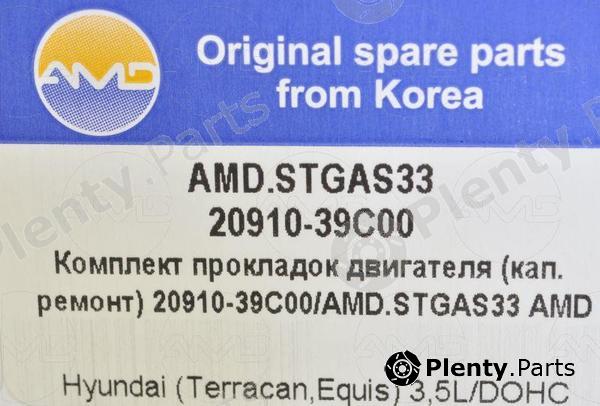 AMD
Original spare parts
from Korea
AMD.STGAS33
20910-39C00
Комплект прокладок двигателя (кап.
ремонт) 20910-39C00/AMD.STGAS33 AMD
Hyundai (Terracan,Equis) 3,5L/DOHC
Plenty.Parts